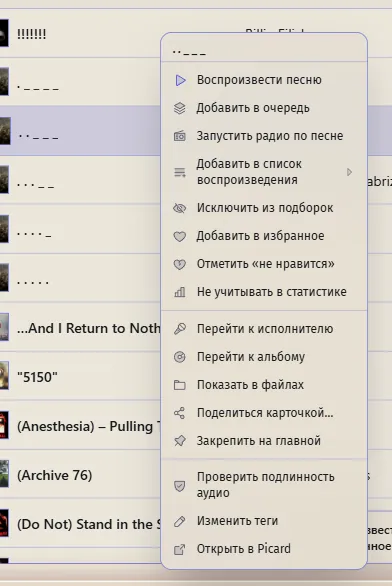 !!!!!!!
. _ _ _ _
. . _ _ _
. . . _ _
. . . . _
. . . . .
...And I Return to Noth
"5150"
(Anesthesia) – Pulling T
(Archive 76)
(Do Not) Stand in the S
. . _ _ _
Воспроизвести песню
Добавить в очередь
Запустить радио по песне
Добавить в список
воспроизведения
Исключить из подборок
Добавить в избранное
Отметить «не нравится»
Не учитывать в статистике
Перейти к исполнителю
Перейти к альбому
Показать в файлах
Поделиться карточкой...
Закрепить на главной
Проверить подлинность
аудио
Изменить теги
Открыть в Picard
abriz